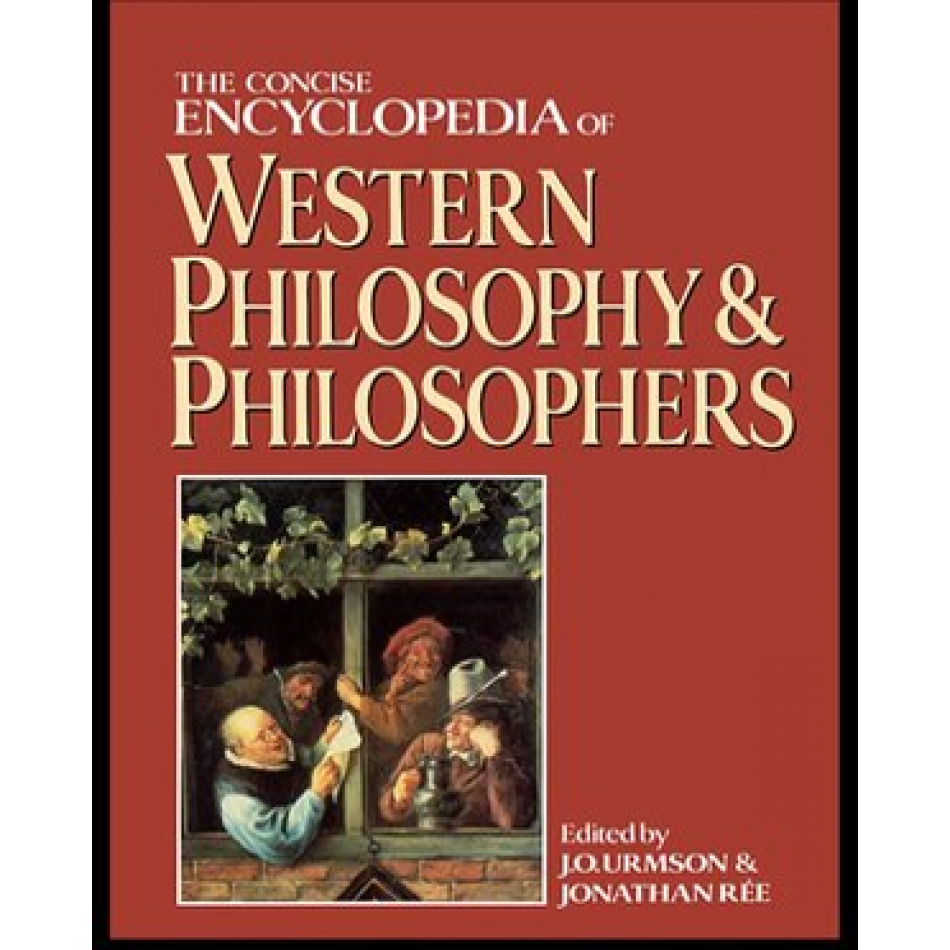 THE CONCISE
ENCYCLOPEDIA OF
WESTERN
PHILOSOPHY &
PHILOSOPHERS
Edited by
J.O. URMSON &
JONATHAN RÉE